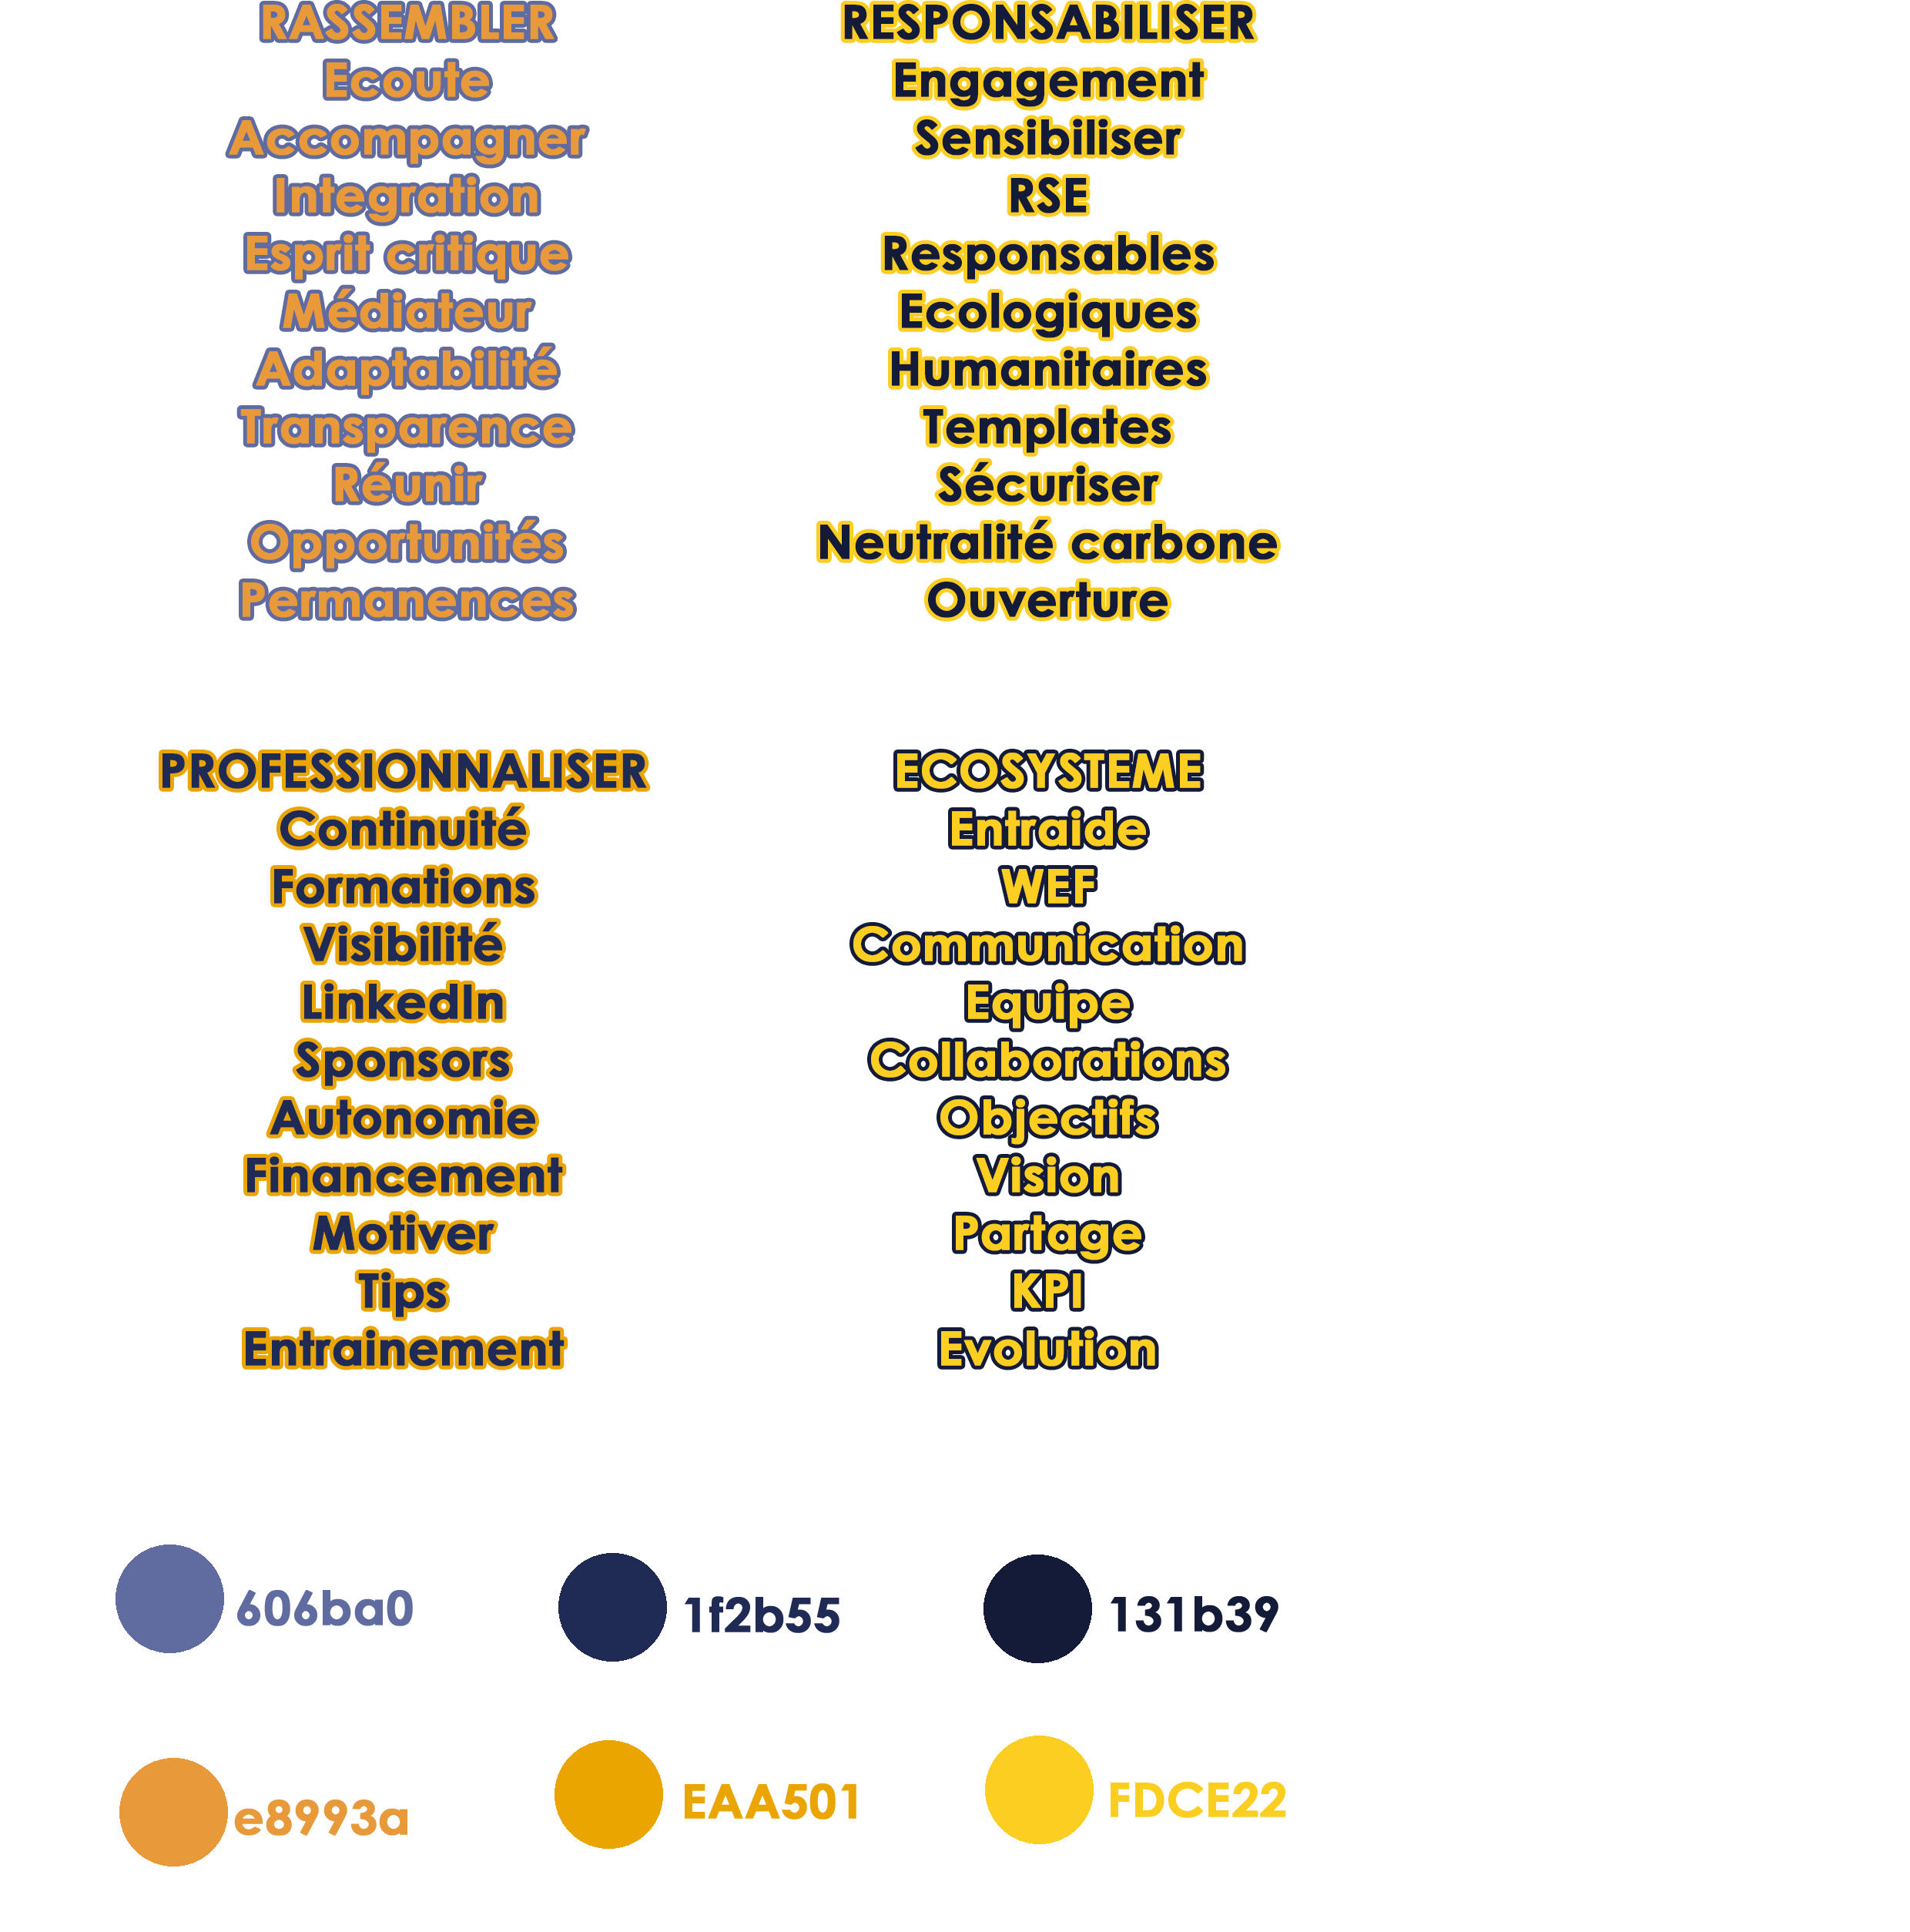 RASSEMBLER
Ecoute
Accompagner
Integration
Esprit critique
Médiateur
Adaptabilité
Transparence
Réunir
Opportunités
Permanences
RESPONSABILISER
Engagement
Sensibiliser
RSE
Responsables
Ecologiques
Humanitaires
Templates
Sécuriser
Neutralité carbone
Ouverture
PROFESSIONNALISER
Continuité
Formations
Visibilité
LinkedIn
Sponsors
Autonomie
Financement
Motiver
Tips
Entrainement
ECOSYSTEME
Entraide
WEF
Communication
Equipe
Collaborations
Objectifs
Vision
Partage
KPI
Evolution
606ba0
1f2b55
131b39
e8993a
EAA501
FDCE22